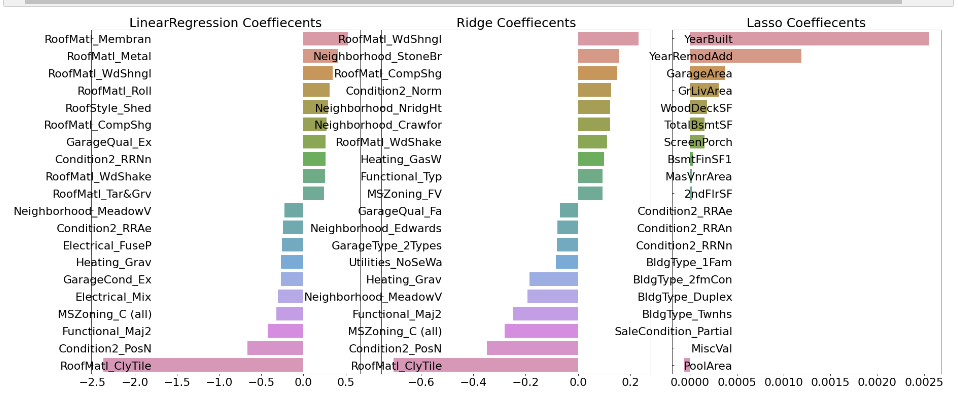 LinearRegression Coeffiecents
RoofMatl_Membran
RoofMatl_Metal
RoofMatl_WdShngl
RoofMatl_Roll
RoofStyle_Shed
RoofMatl_CompShg
GarageQual_Ex
Condition2_RRNn
RoofMatl_WdShake
RoofMatl_Tar&Grv
Neighborhood_MeadowV
Condition2_RRAe
Electrical_FuseP
Heating_Grav
GarageCond_Ex
Electrical_Mix
MSZoning_C (all)
Functional_Maj2
Condition2_PosN
RoofMatl_ClyTile
−2.5 −2.0 −1.5 −1.0 −0.5 0.0 0.5
Ridge Coeffiecents
RoofMatl_WdShngl
Neighborhood_StoneBr
RoofMatl_CompShg
Condition2_Norm
Neighborhood_NridgHt
Neighborhood_Crawfor
RoofMatl_WdShake
Heating_GasW
Functional_Typ
MSZoning_FV
GarageQual_Fa
Neighborhood_Edwards
GarageType_2Types
Utilities_NoSeWa
Heating_Grav
Neighborhood_MeadowV
Functional_Maj2
MSZoning_C (all)
Condition2_PosN
RoofMatl_ClyTile
−0.6 −0.4 −0.2 0.0 0.2
Lasso Coeffiecents
YearBuilt
YearRemodAdd
GarageArea
GrLivArea
WoodDeckSF
TotalBsmtSF
ScreenPorch
BsmtFinSF1
MasVnrArea
2ndFlrSF
Condition2_RRAe
Condition2_RRAn
Condition2_RRNn
BldgType_1Fam
BldgType_2fmCon
BldgType_Duplex
BldgType_Twnhs
SaleCondition_Partial
MiscVal
PoolArea
0.0000 0.0005 0.0010 0.0015 0.0020 0.0025